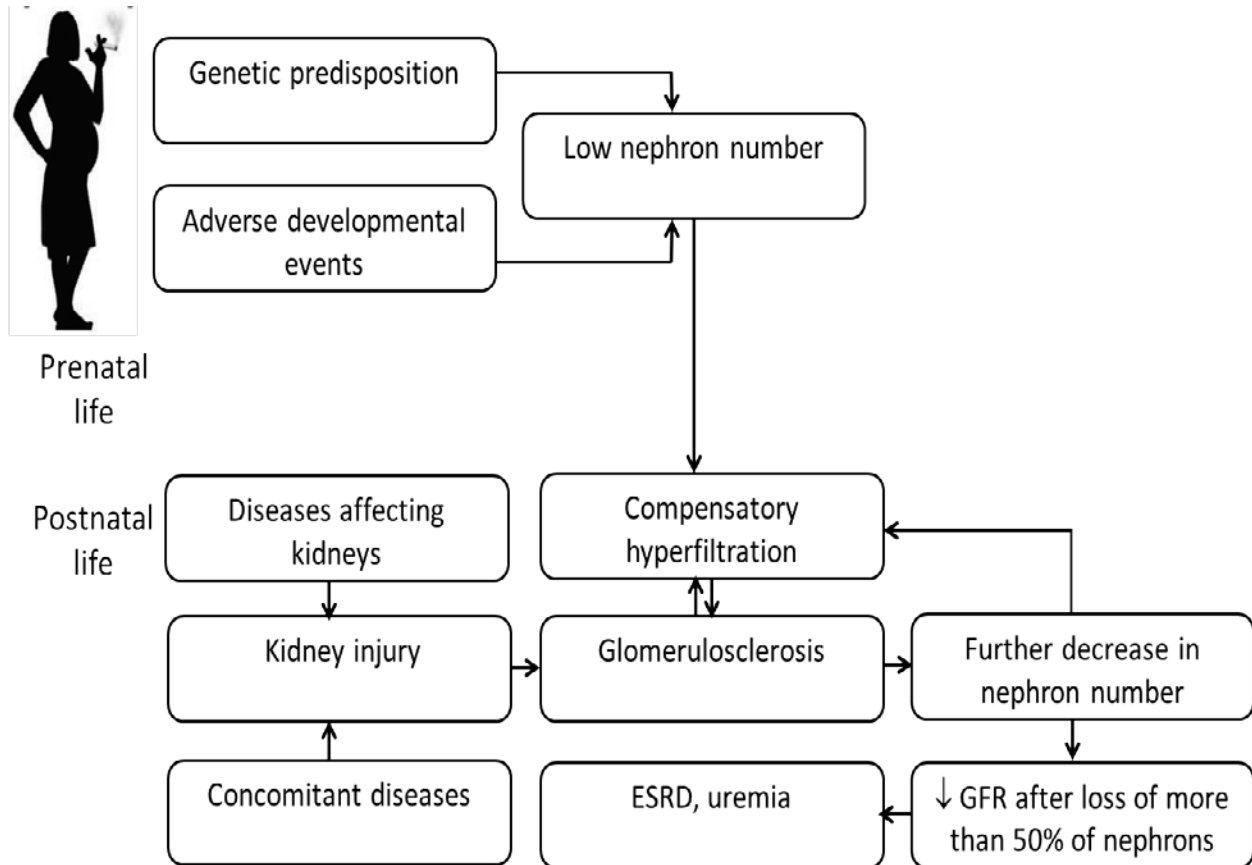 Genetic predisposition
Low nephron number
Adverse developmental
events
Prenatal
life
Postnatal
life
Diseases affecting
kidneys
Compensatory
hyperfiltration
Kidney injury
Glomerulosclerosis
Further decrease in
nephron number
Concomitant diseases
ESRD, uremia
↓ GFR after loss of more
than 50% of nephrons